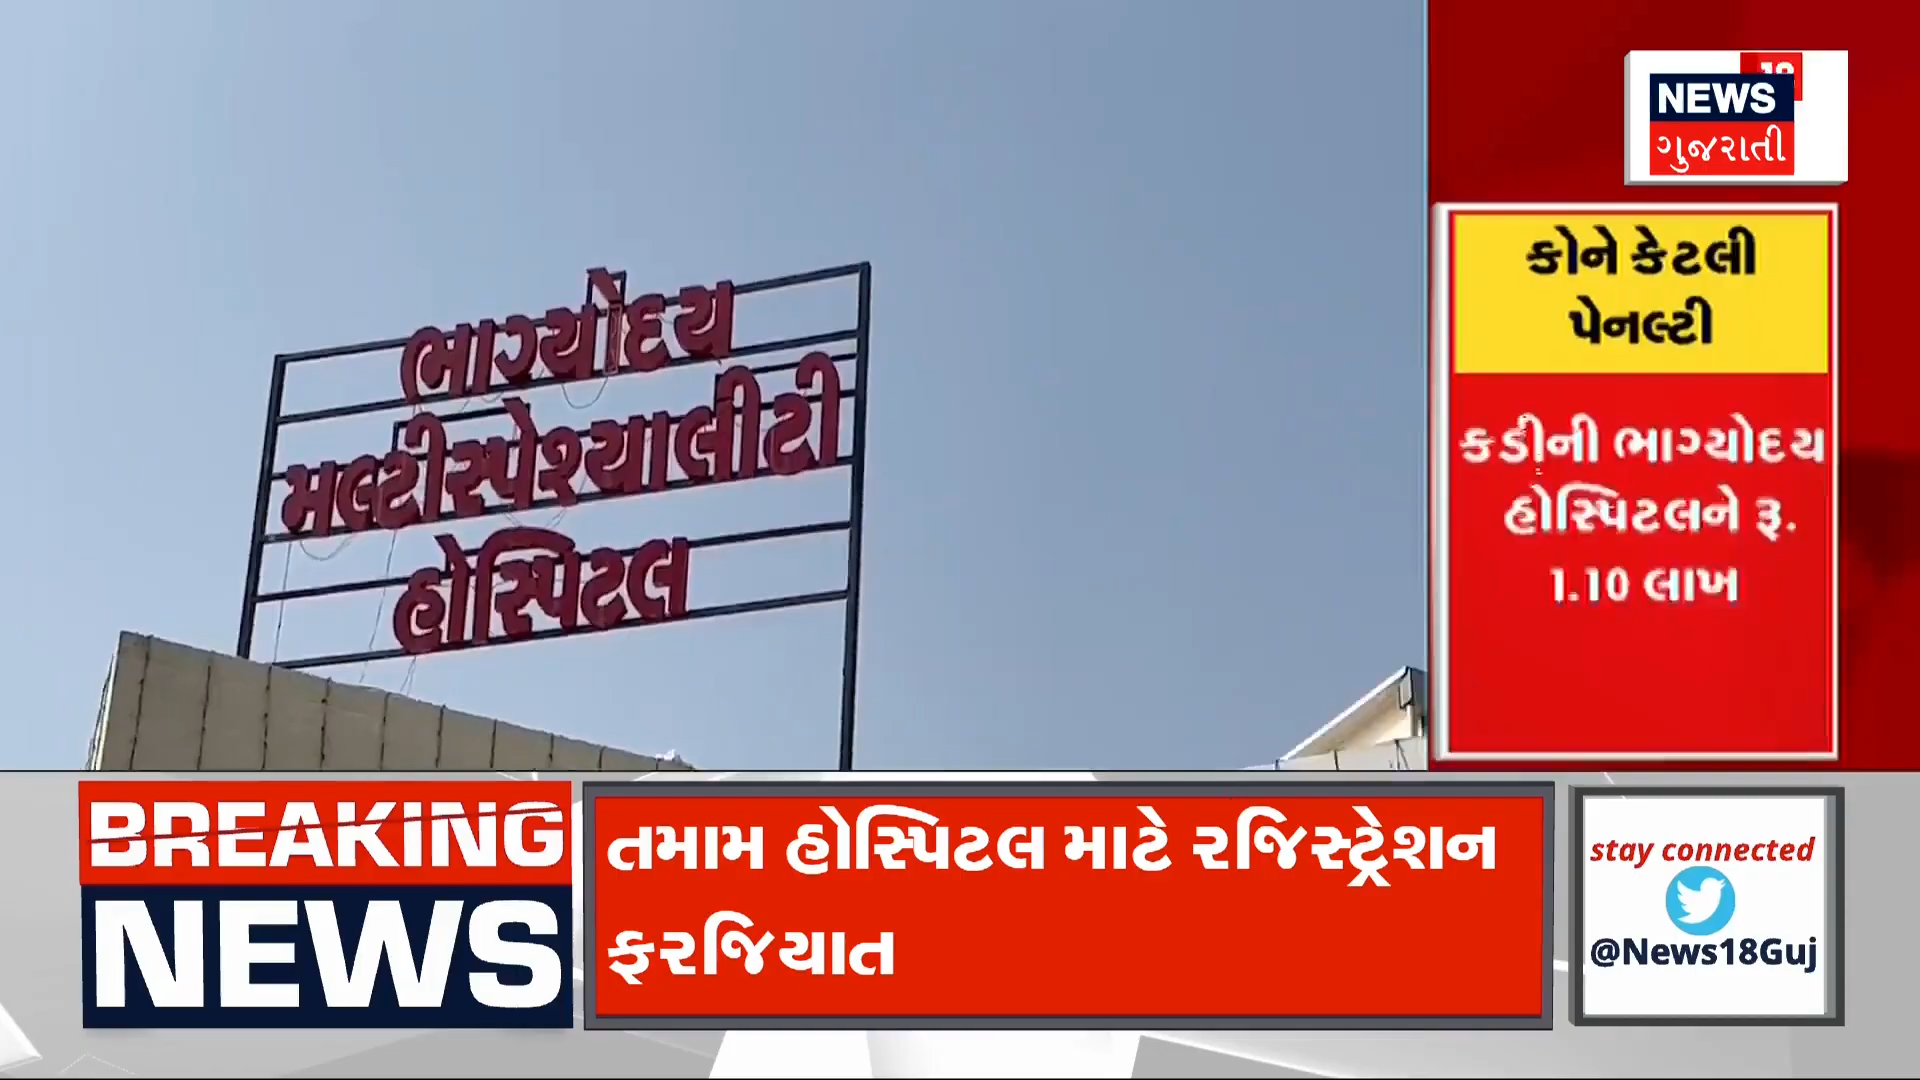 ભાગ્યોદય
મલ્ટીસ્પેશ્યાલીટી
હોસ્પિટલ
18
NEWS
ગુજરાતી
કોને કેટલી
પેનલ્ટી
કડીની ભાગ્યોદય
હોસ્પિટલને રૂ.
1.10 લાખ
BREAKING
NEWS
તમામ હોસ્પિટલ માટે રજિસ્ટ્રેશન
ફરજિયાત
stay connected
@News18Guj